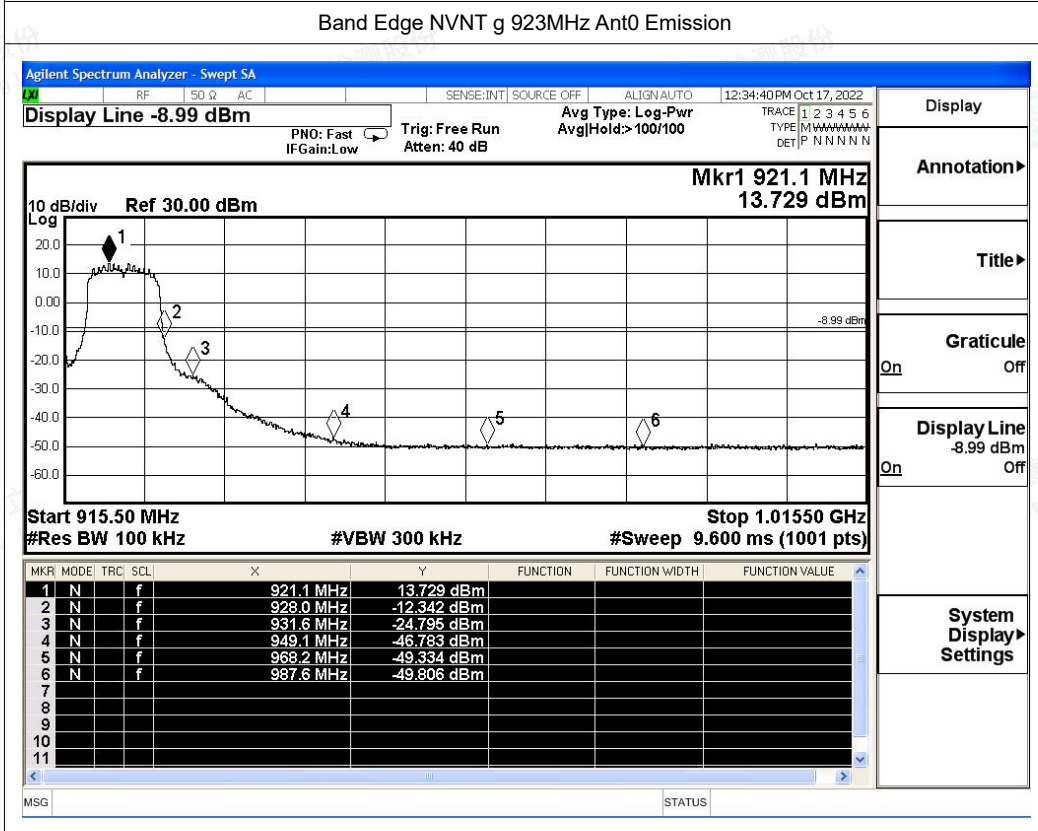 Band Edge NVNT g 923MHz Ant0 Emission
Agilent Spectrum Analyzer - Swept SA
LXI RF 50 Ω AC SENSE:INT SOURCE OFF ALIGN AUTO 12:34:40 PM Oct 17, 2022
Display Line -8.99 dBm
PNO: Fast
IFGain:Low
Trig: Free Run
Atten: 40 dB
Avg Type: Log-Pwr
Avg|Hold:>100/100
TRACE 1 2 3 4 5 6
TYPE M WWWWW
DET P N N N N N
Mkr1 921.1 MHz
13.729 dBm
10 dB/div Ref 30.00 dBm
Log
20.0
10.0
0.00
-10.0
-20.0
-30.0
-40.0
-50.0
-60.0
1
2
3
4
5
6
-8.99 dBm
Start 915.50 MHz Stop 1.01550 GHz
#Res BW 100 kHz #VBW 300 kHz #Sweep 9.600 ms (1001 pts)
MKR MODE TRC SCL X Y FUNCTION FUNCTION WIDTH FUNCTION VALUE
1 N f 921.1 MHz 13.729 dBm
2 N f 928.0 MHz -12.342 dBm
3 N f 931.6 MHz -24.795 dBm
4 N f 949.1 MHz -46.783 dBm
5 N f 968.2 MHz -49.334 dBm
6 N f 987.6 MHz -49.806 dBm
7
8
9
10
11
MSG STATUS
Display
Annotation
Title
Graticule
On Off
Display Line
-8.99 dBm
On Off
System
Display
Settings